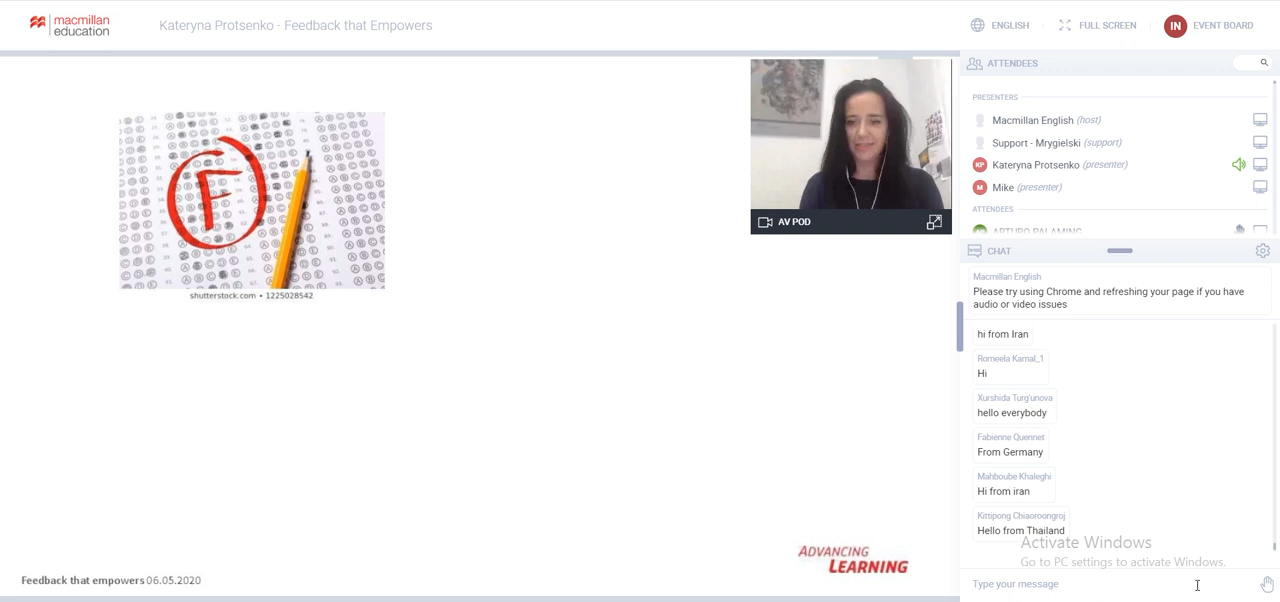 macmillan
education
Kateryna Protsenko - Feedback that Empowers
ENGLISH
FULL SCREEN
IN
EVENT BOARD
ATTENDEES
PRESENTERS
Macmillan English (host)
Support - Mrygielski (support)
KP Kateryna Protsenko (presenter)
M Mike (presenter)
ATTENDEES
ARTURO PALAMING
F
shutterstock.com • 1225028542
AV POD
CHAT
Macmillan English
Please try using Chrome and refreshing your page if you have
audio or video issues
hi from Iran
Romeela Kamal_1
Hi
Xurshida Turg'unova
hello everybody
Fabienne Quennet
From Germany
Mahboube Khaleghi
Hi from iran
Kittipong Chiaoroongroj
Hello from Thailand
Activate Windows
Go to PC settings to activate Windows.
Type your message
ADVANCING
LEARNING
Feedback that empowers 06.05.2020